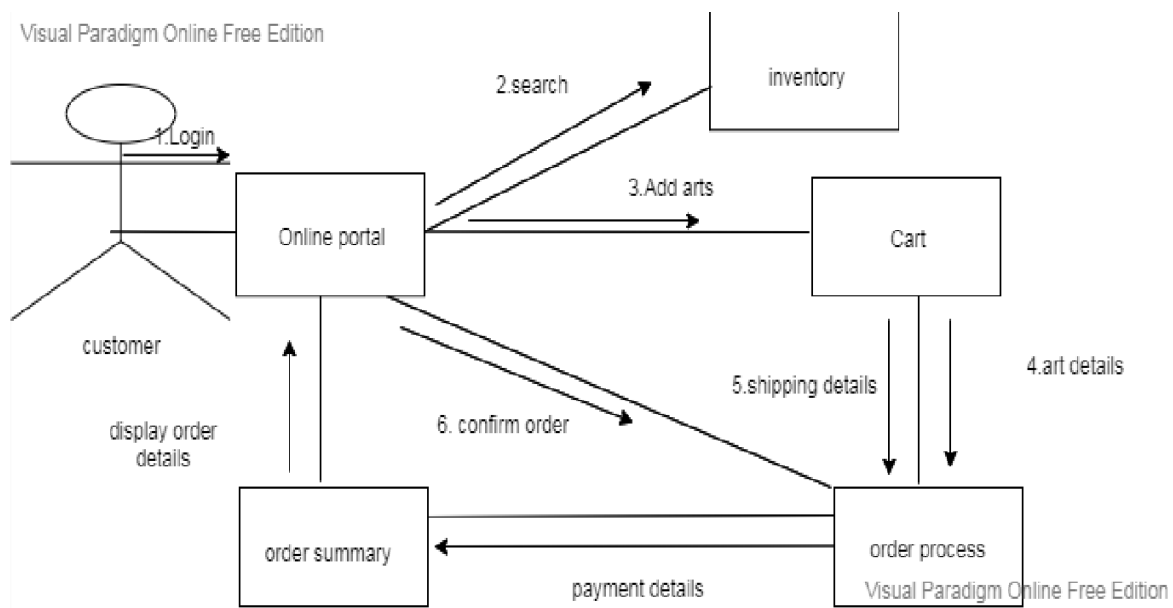 Visual Paradigm Online Free Edition
2.search
inventory
1.Login
3.Add arts
Online portal
Cart
customer
4.art details
5.shipping details
6. confirm order
display order
details
order summary
order process
payment details
Visual Paradigm Online Free Edition